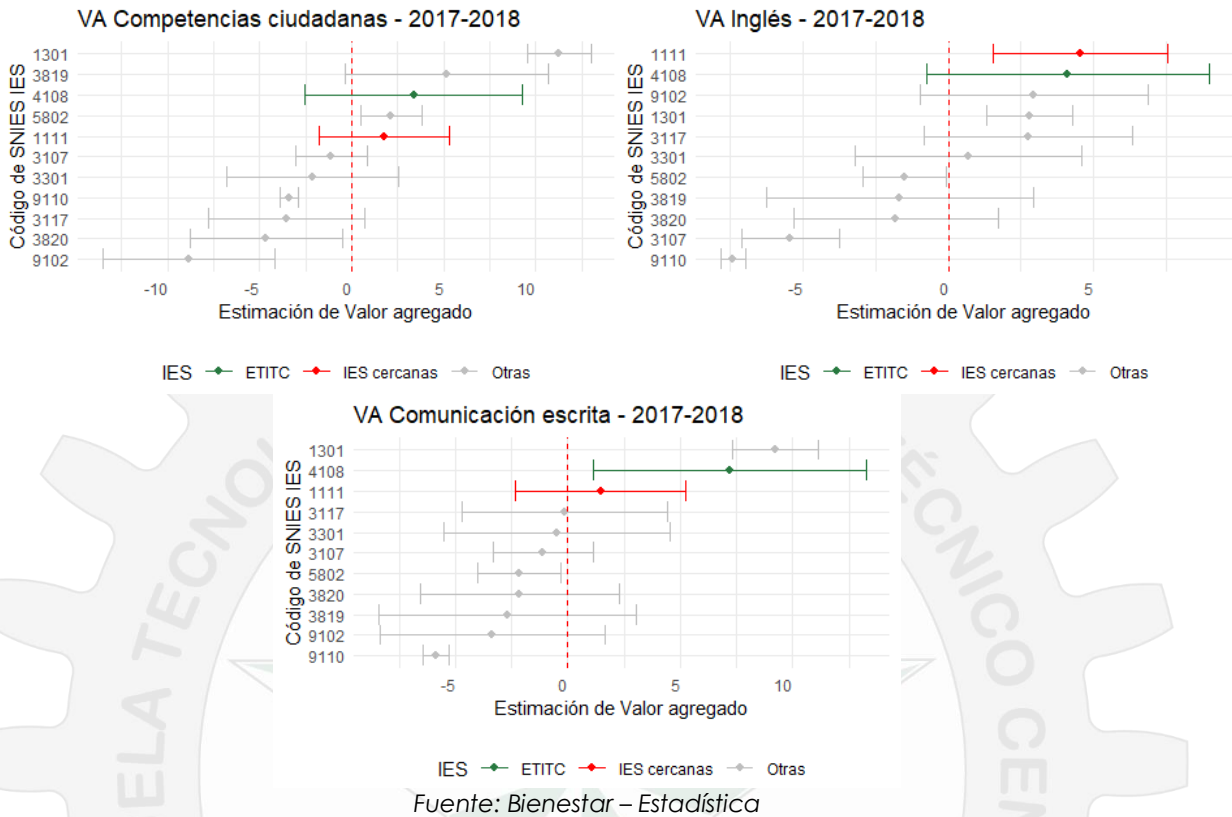 VA Competencias ciudadanas - 2017-2018
Código de SNIES IES
1301
3819
4108
5802
1111
3107
3301
9110
3117
3820
9102
-10 -5 0 5 10
Estimación de Valor agregado
IES ETITC IES cercanas Otras
VA Inglés - 2017-2018
Código de SNIES IES
1111
4108
9102
1301
3117
3301
5802
3819
3820
3107
9110
-5 0 5
Estimación de Valor agregado
IES ETITC IES cercanas Otras
VA Comunicación escrita - 2017-2018
Código de SNIES IES
1301
4108
1111
3117
3301
3107
5802
3820
3819
9102
9110
-5 0 5 10
Estimación de Valor agregado
IES ETITC IES cercanas Otras
Fuente: Bienestar – Estadística